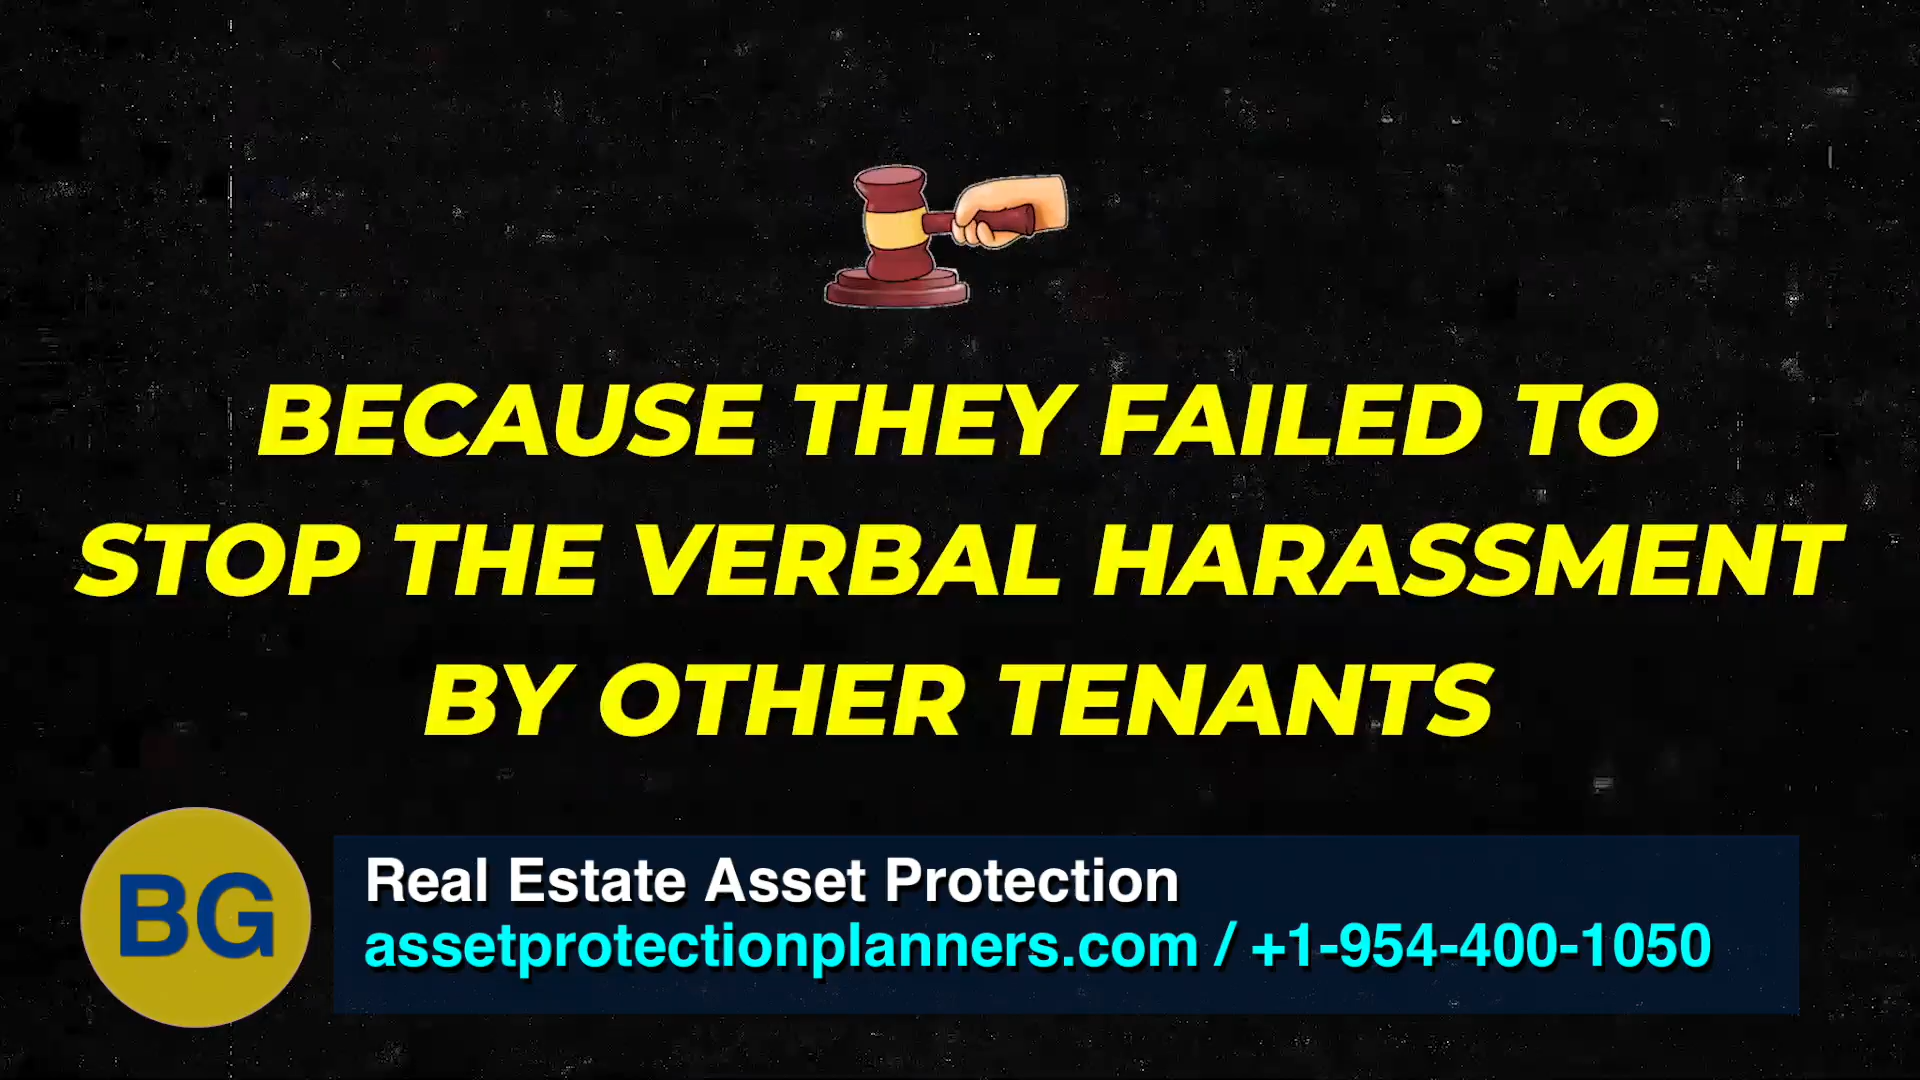 BECAUSE THEY FAILED TO
STOP THE VERBAL HARASSMENT
BY OTHER TENANTS
BG
Real Estate Asset Protection
assetprotectionplanners.com / +1-954-400-1050